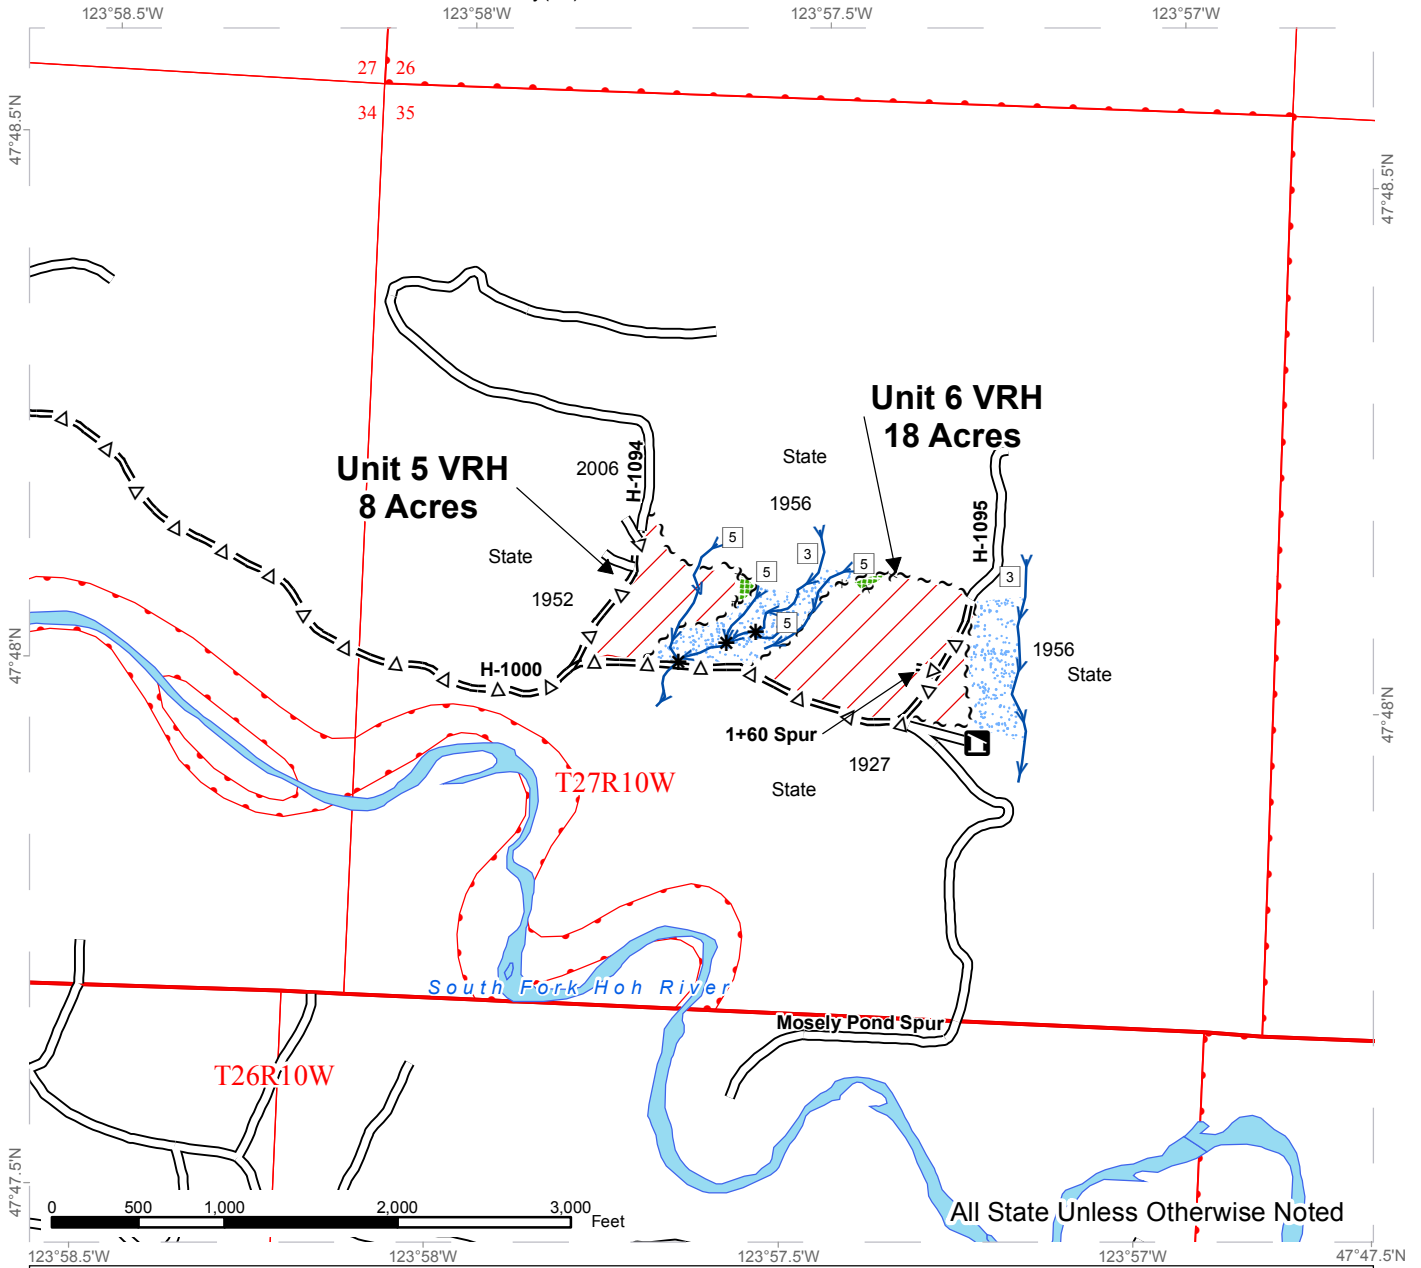 123°58.5'W
123°58'W
123°57.5'W
123°57'W
27 26
34 35
47°48.5'N
47°48.5'N
Unit 6 VRH
18 Acres
Unit 5 VRH
8 Acres
2006
H-1094
State
1956
H-1095
State
1952
5
3
5
5
5
3
1956
State
H-1000
47°48'N
47°48'N
1+60 Spur
1927
State
T27R10W
South Fork Hoh River
Mosely Pond Spur
T26R10W
47°47.5'N
0 500 1,000 2,000 3,000
Feet
All State Unless Otherwise Noted
123°58.5'W
123°58'W
123°57.5'W
123°57'W
47°47.5'N